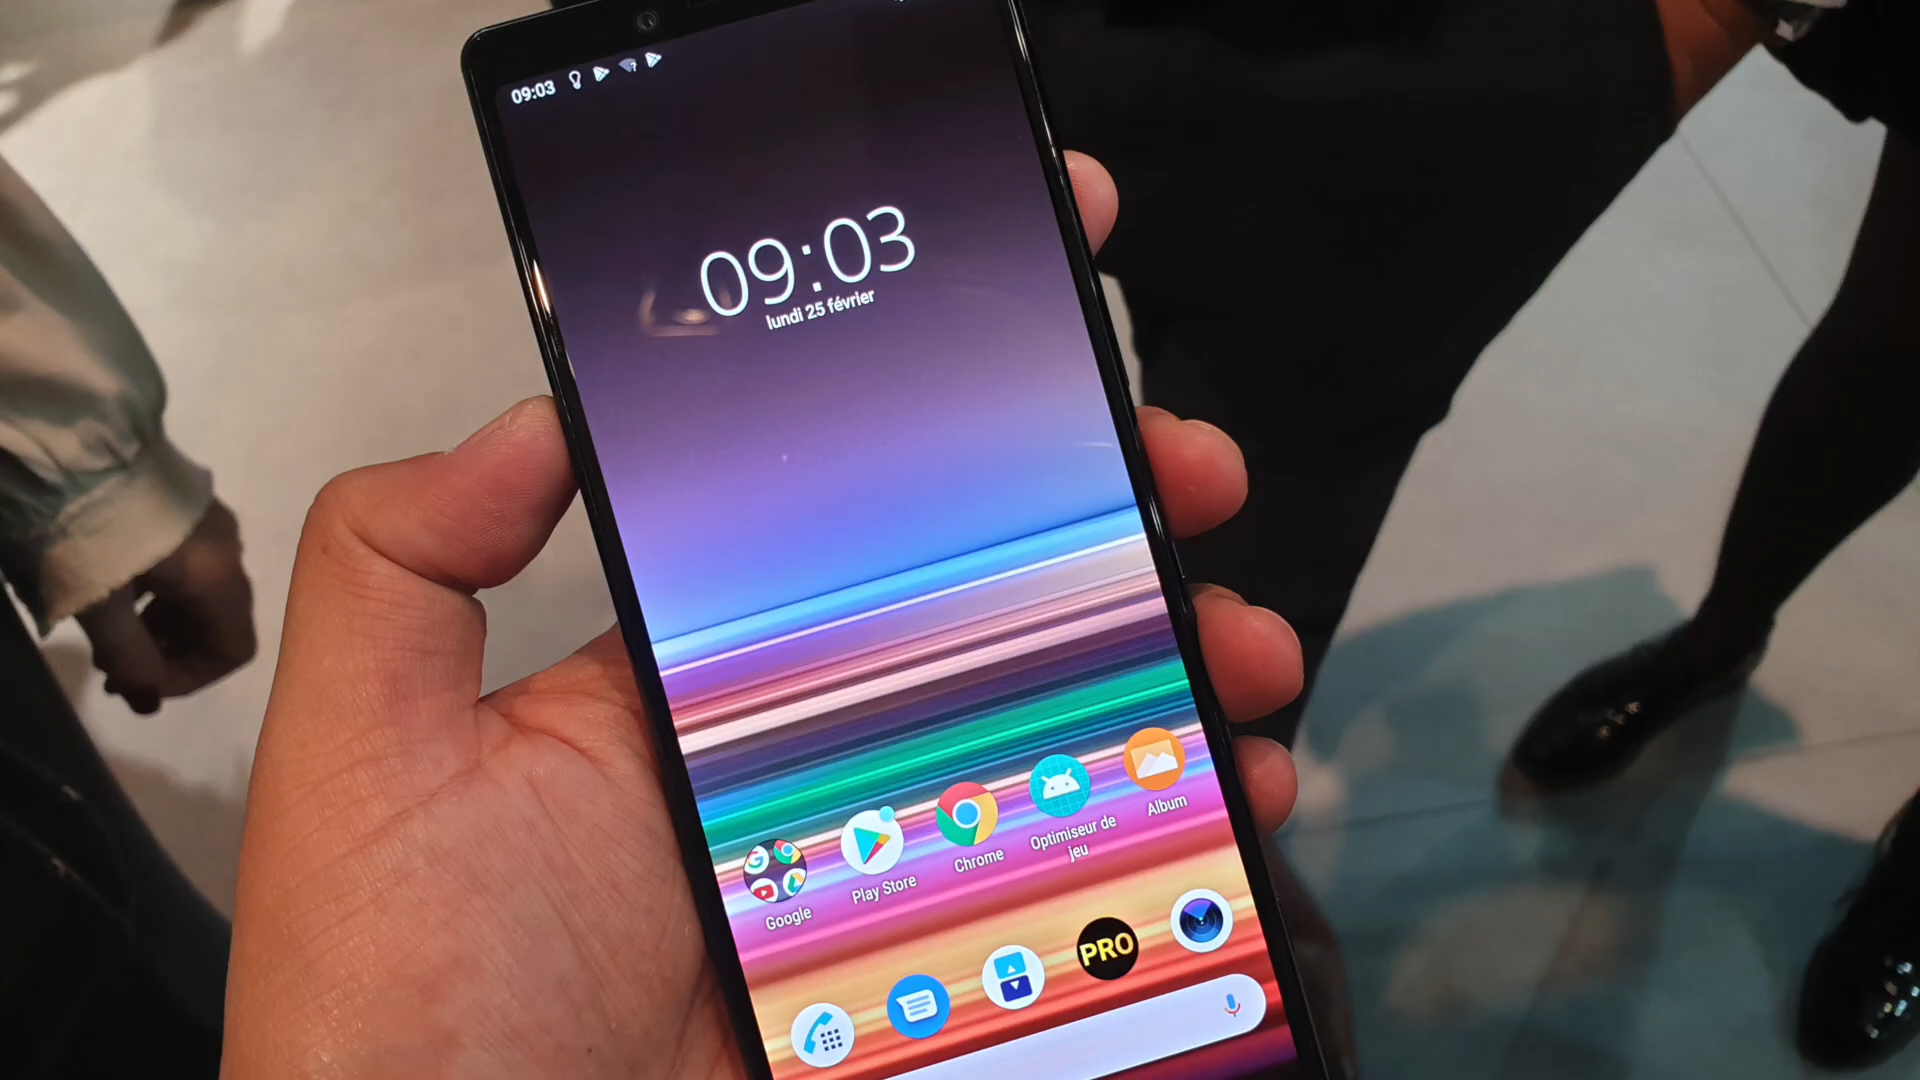 09:03
09:03
lundi 25 février
Google
Play Store
Chrome
Optimiseur de
jeu
Album
PRO